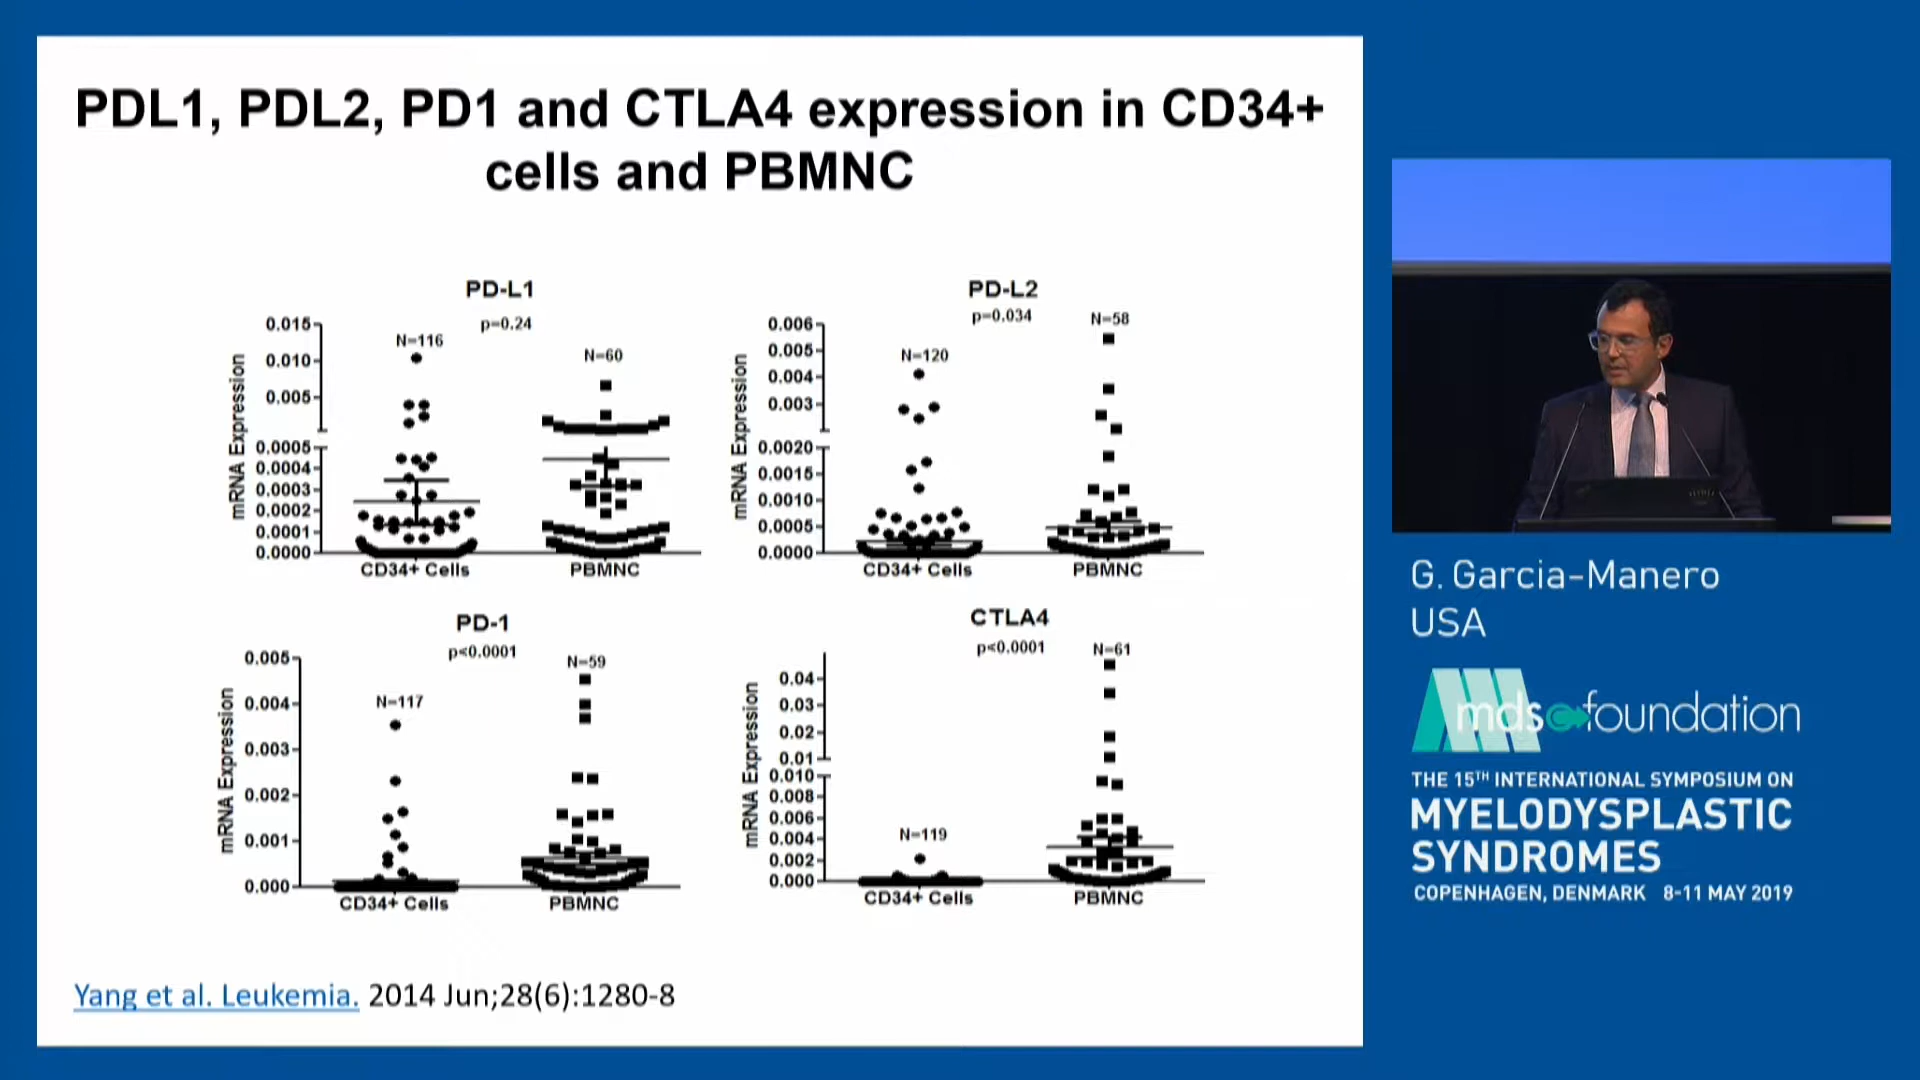 PDL1, PDL2, PD1 and CTLA4 expression in CD34+
cells and PBMNC
PD-L1
p=0.24
N=116
N=60
mRNA Expression
0.015
0.010
0.005
0.0005
0.0004
0.0003
0.0002
0.0001
0.0000
CD34+ Cells
PBMNC
PD-L2
p=0.034
N=120
N=58
mRNA Expression
0.006
0.005
0.004
0.003
0.0020
0.0015
0.0010
0.0005
0.0000
CD34+ Cells
PBMNC
PD-1
p<0.0001
N=117
N=59
mRNA Expression
0.005
0.004
0.003
0.002
0.001
0.000
CD34+ Cells
PBMNC
CTLA4
p<0.0001
N=119
N=61
mRNA Expression
0.04
0.03
0.02
0.01
0.010
0.008
0.006
0.004
0.002
0.000
CD34+ Cells
PBMNC
Yang et al. Leukemia. 2014 Jun;28(6):1280-8
G. Garcia-Manero
USA
mds foundation
THE 15TH INTERNATIONAL SYMPOSIUM ON
MYELODYSPLASTIC
SYNDROMES
COPENHAGEN, DENMARK 8-11 MAY 2019